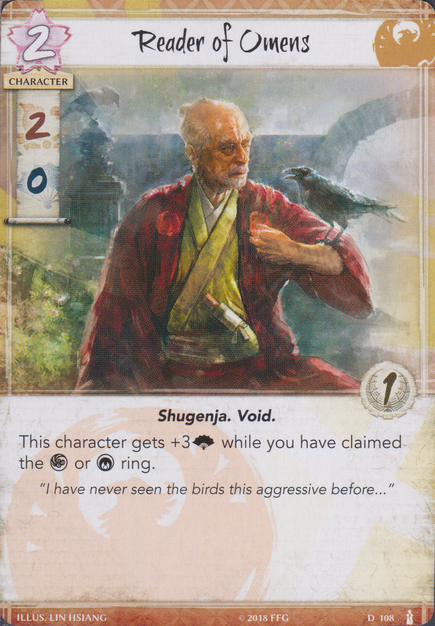 2
Reader of Omens
CHARACTER
2
0
1
Shugenja. Void.
This character gets +3 while you have claimed
the or ring.
"I have never seen the birds this aggressive before..."
ILLUS. LIN HSIANG © 2018 FFG D 108